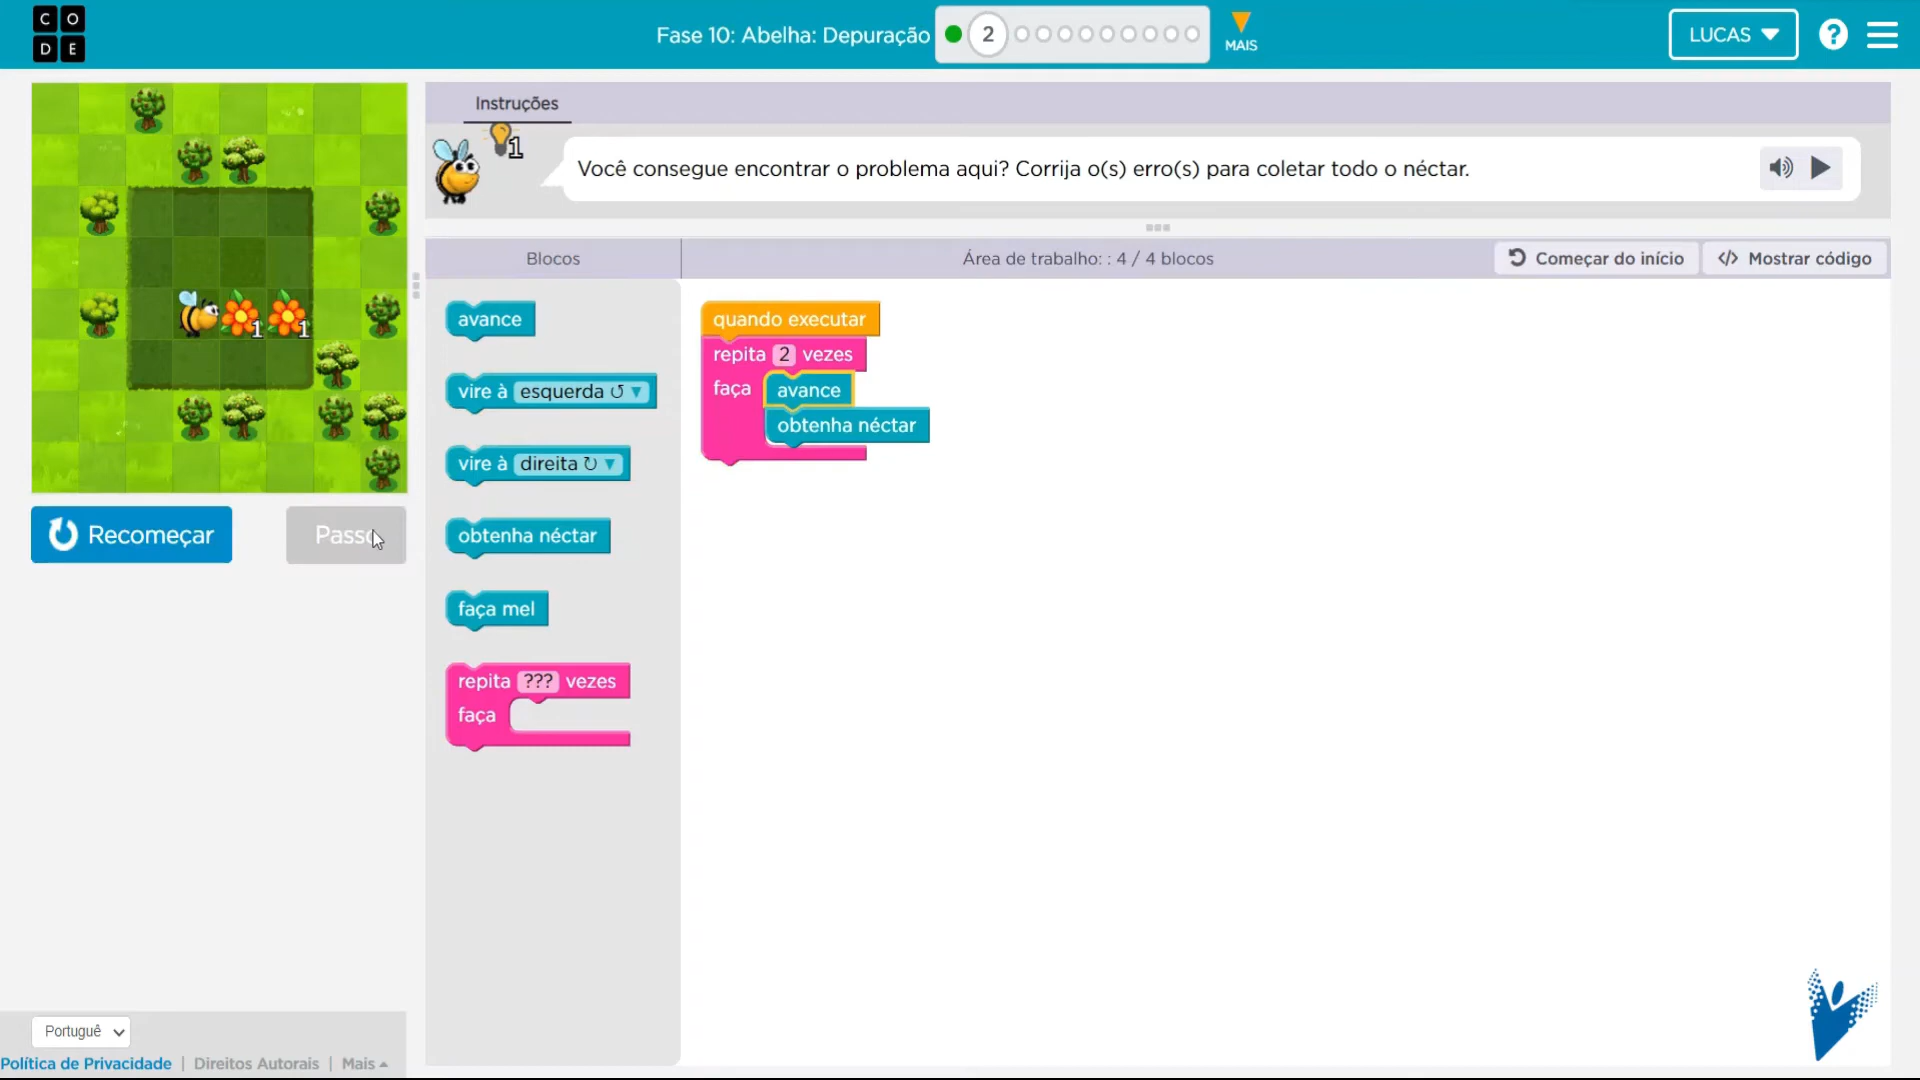 C O
D E
Fase 10: Abelha: Depuração
2
MAIS
LUCAS
?
Instruções
1
Você consegue encontrar o problema aqui? Corrija o(s) erro(s) para coletar todo o néctar.
Blocos
Área de trabalho: : 4 / 4 blocos
Começar do início
</> Mostrar código
1 1
Recomeçar
Passo
avance
vire à esquerda ↺
vire à direita ↻
obtenha néctar
faça mel
repita ??? vezes
faça
quando executar
repita 2 vezes
faça avance
obtenha néctar
Portuguê
Política de Privacidade | Direitos Autorais | Mais